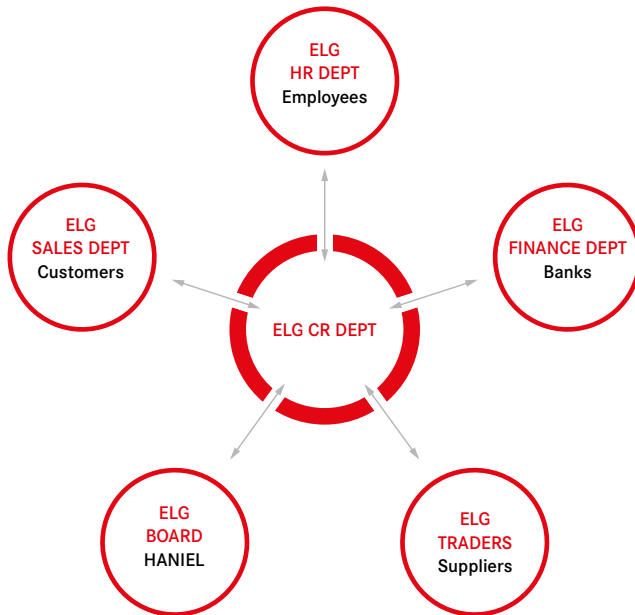 ELG
HR DEPT
Employees
ELG
SALES DEPT
Customers
ELG
FINANCE DEPT
Banks
ELG CR DEPT
ELG
BOARD
HANIEL
ELG
TRADERS
Suppliers